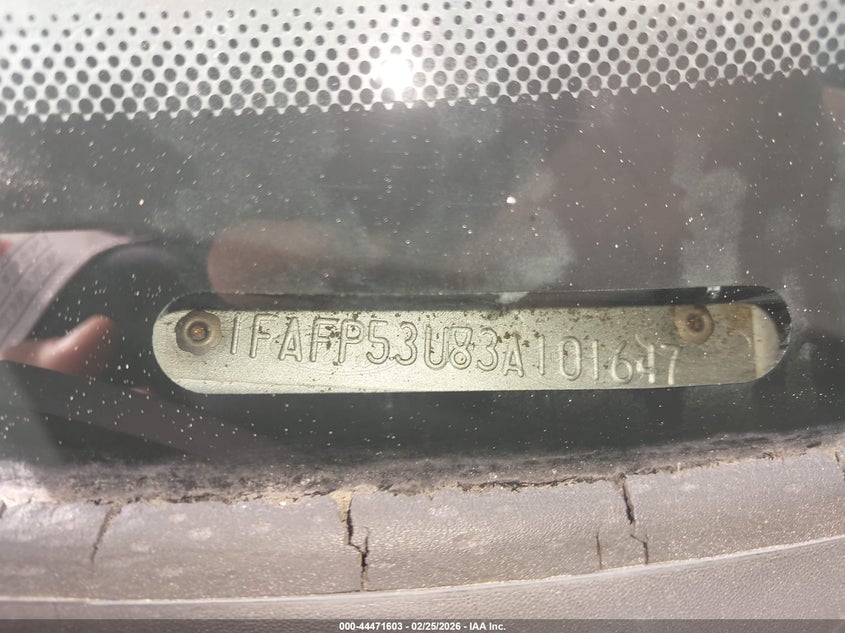 1FAFP53U83A101647
000-44471603 - 02/25/2026 - IAA Inc.